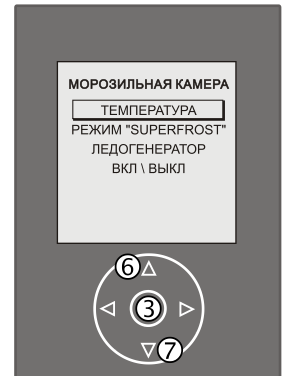 МОРОЗИЛЬНАЯ КАМЕРА
ТЕМПЕРАТУРА
РЕЖИМ "SUPERFROST"
ЛЕДОГЕНЕРАТОР
ВКЛ \ ВЫКЛ
6
3
7